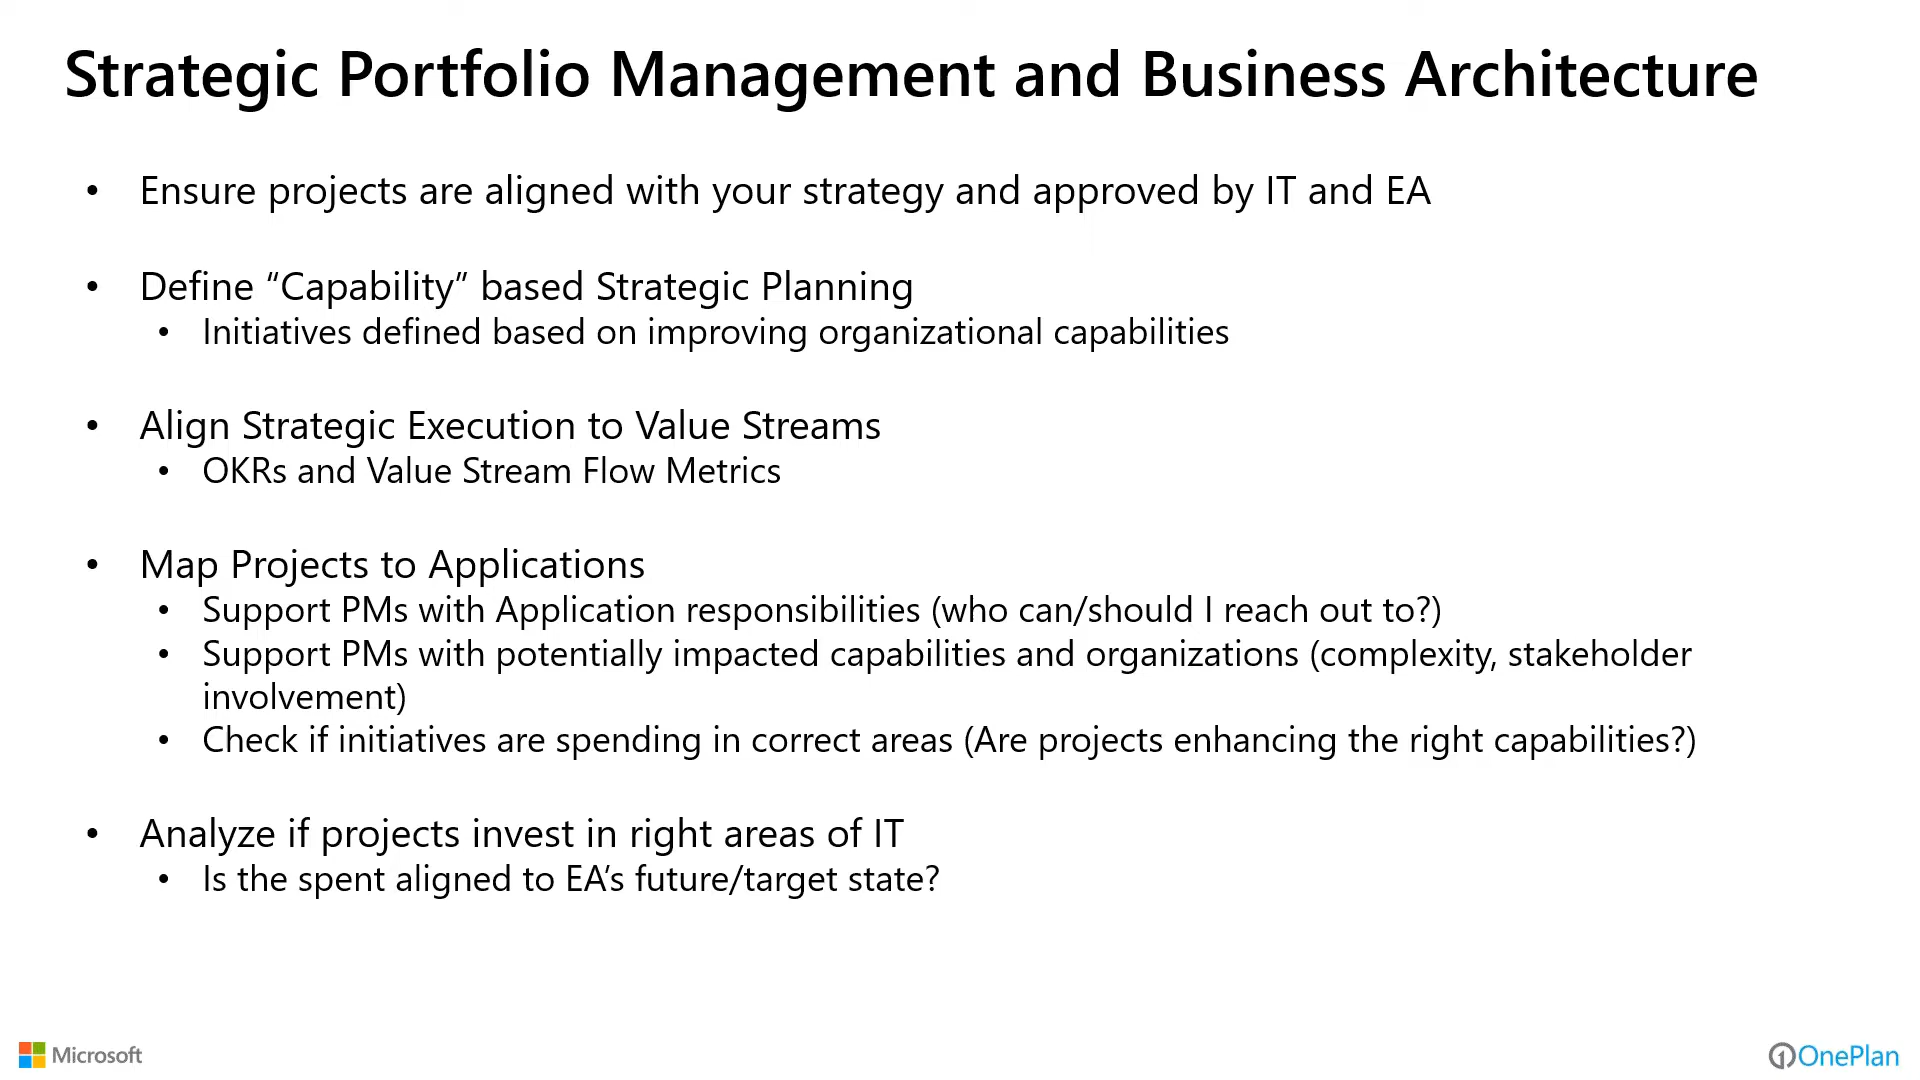 Strategic Portfolio Management and Business Architecture
• Ensure projects are aligned with your strategy and approved by IT and EA
• Define “Capability” based Strategic Planning
• Initiatives defined based on improving organizational capabilities
• Align Strategic Execution to Value Streams
• OKRs and Value Stream Flow Metrics
• Map Projects to Applications
• Support PMs with Application responsibilities (who can/should I reach out to?)
• Support PMs with potentially impacted capabilities and organizations (complexity, stakeholder
involvement)
• Check if initiatives are spending in correct areas (Are projects enhancing the right capabilities?)
• Analyze if projects invest in right areas of IT
• Is the spent aligned to EA’s future/target state?
Microsoft
OnePlan